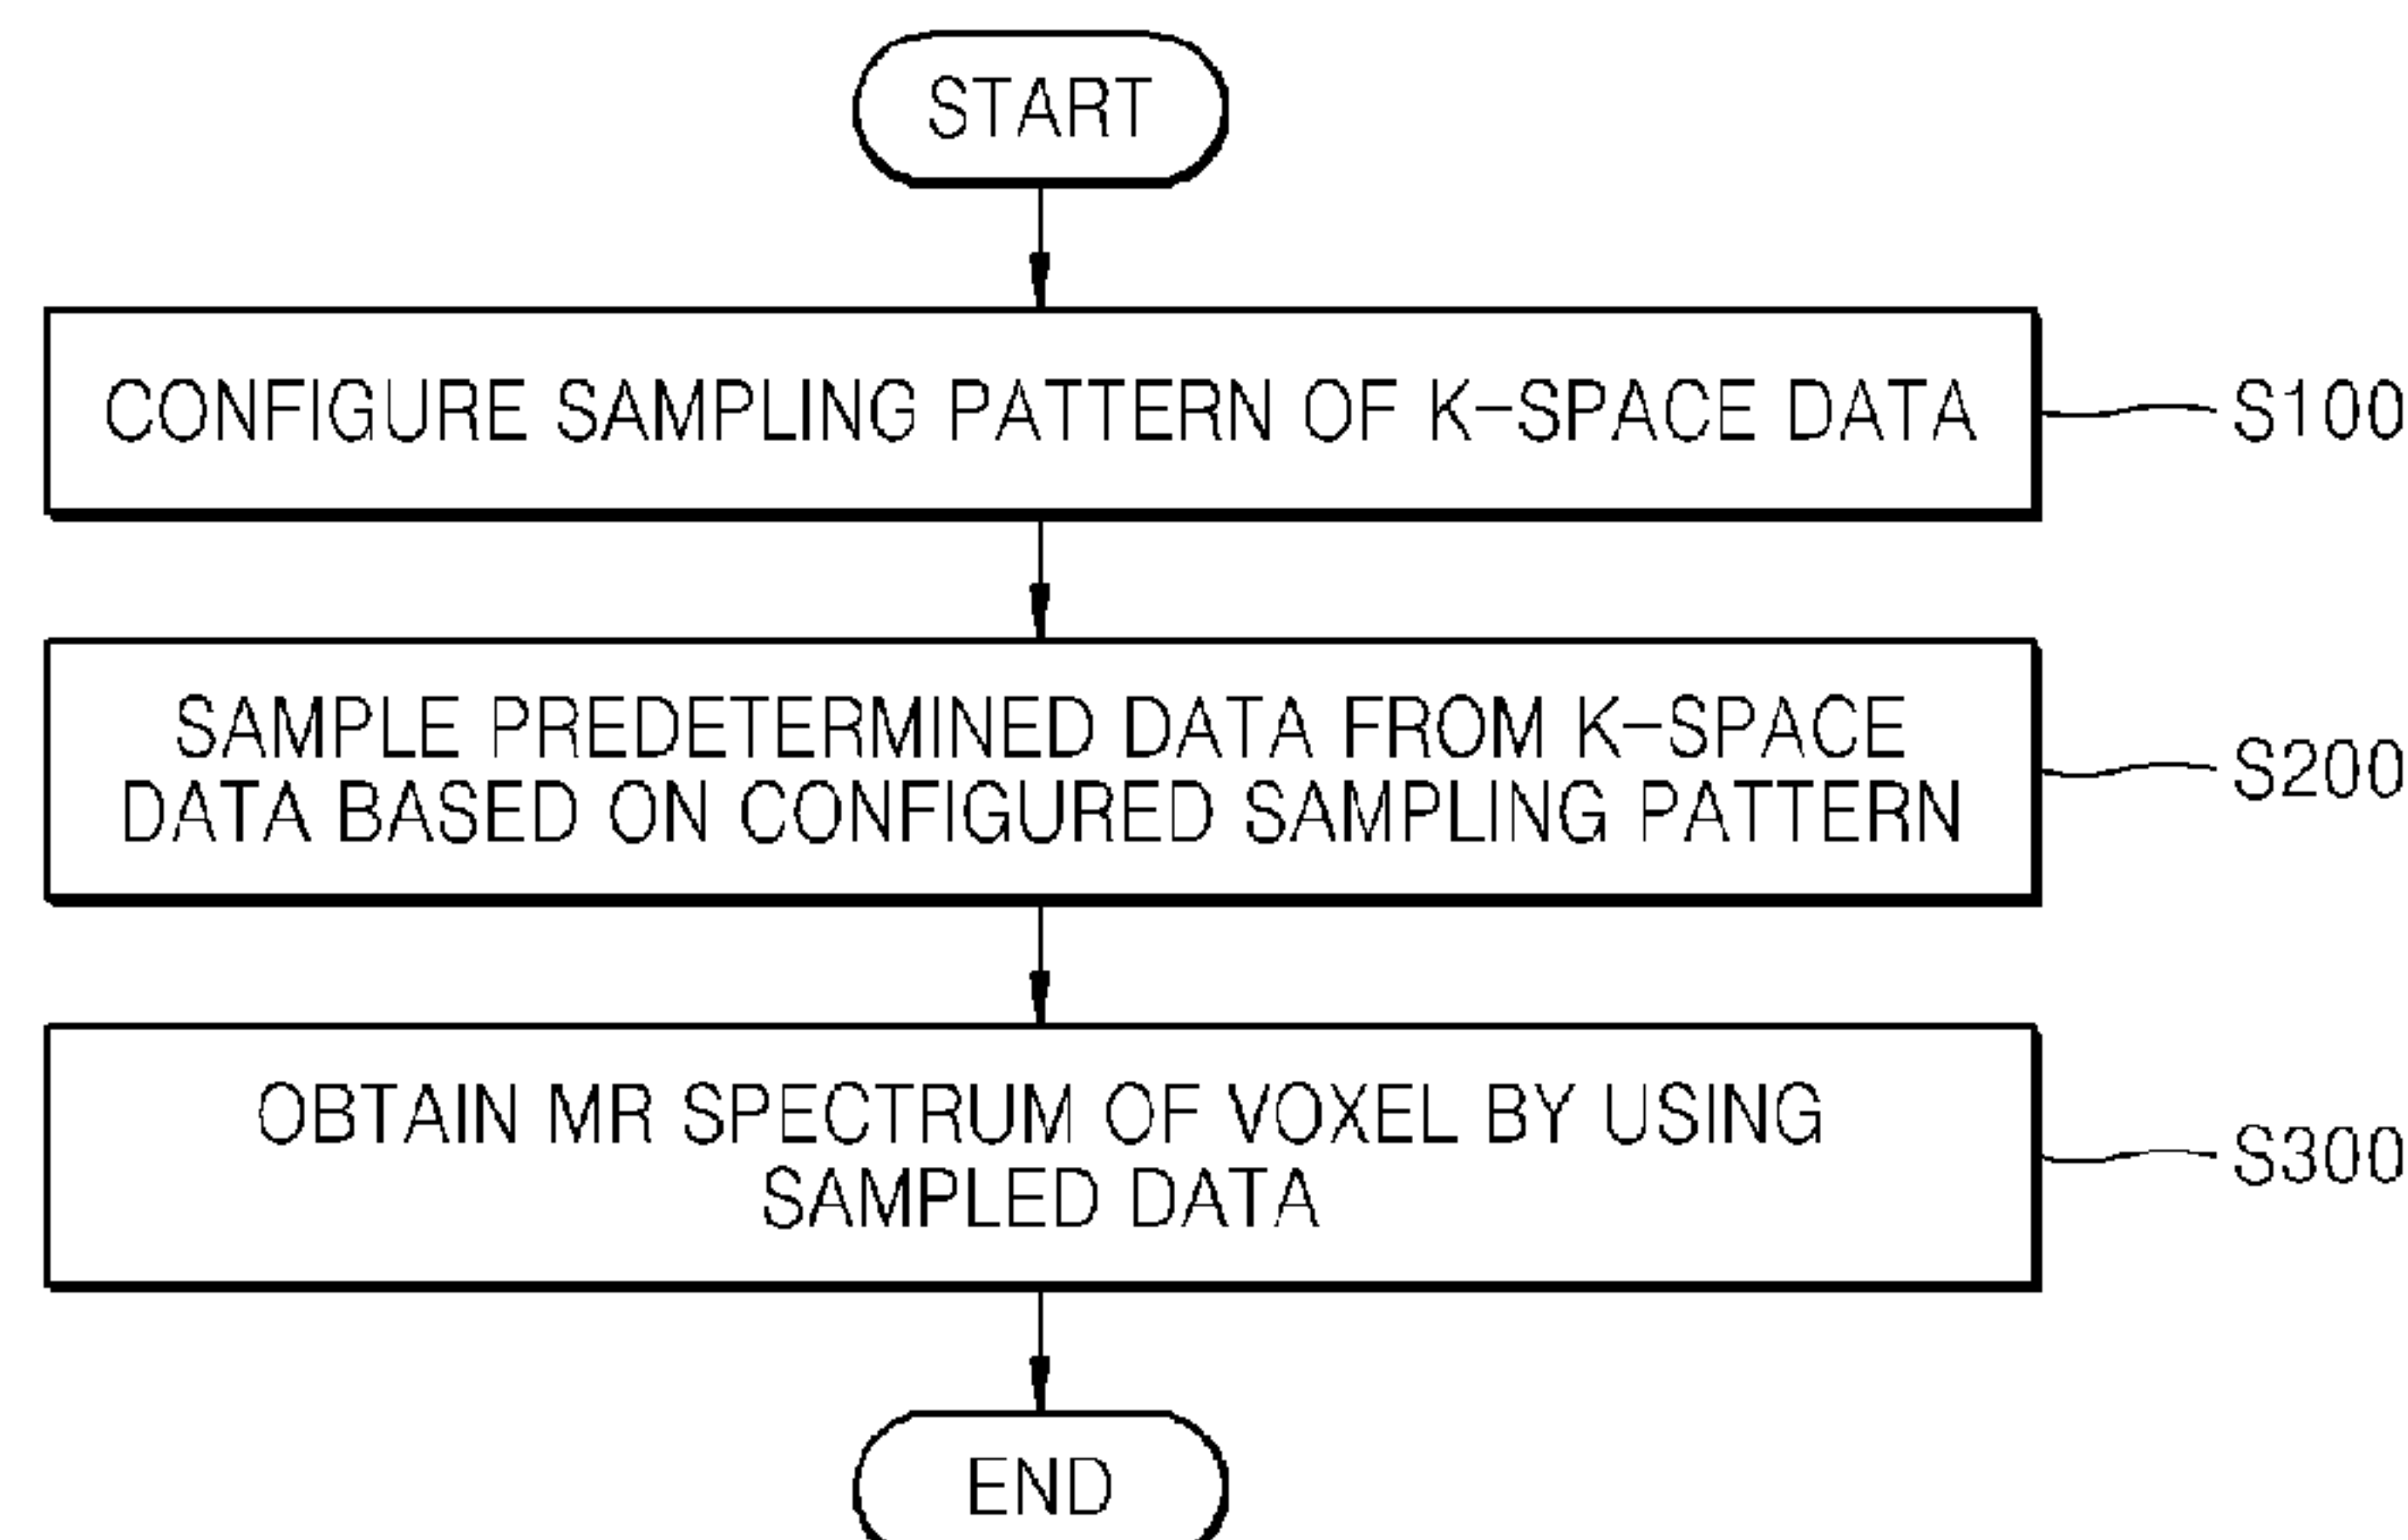 START
CONFIGURE SAMPLING PATTERN OF K-SPACE DATA
S100
SAMPLE PREDETERMINED DATA FROM K-SPACE
DATA BASED ON CONFIGURED SAMPLING PATTERN
S200
OBTAIN MR SPECTRUM OF VOXEL BY USING
SAMPLED DATA
S300
END